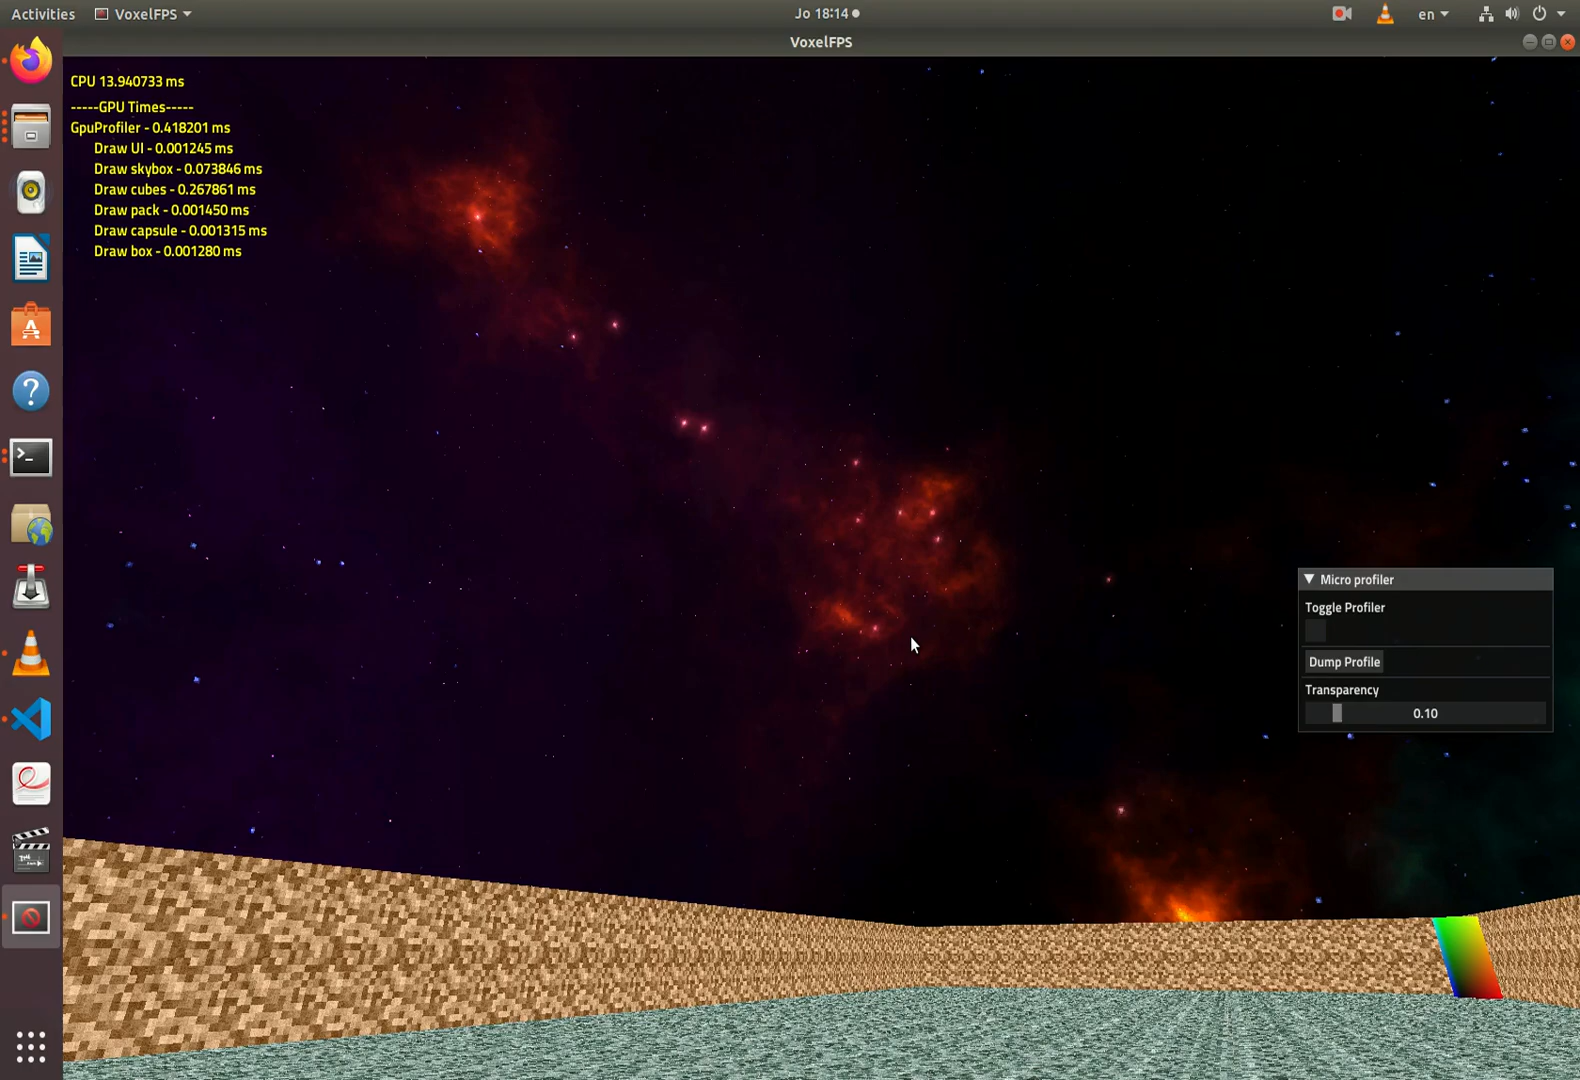 Activities
VoxelFPS
Jo 18:14
en
VoxelFPS
CPU 13.940733 ms
-----GPU Times-----
GpuProfiler - 0.418201 ms
Draw UI - 0.001245 ms
Draw skybox - 0.073846 ms
Draw cubes - 0.267861 ms
Draw pack - 0.001450 ms
Draw capsule - 0.001315 ms
Draw box - 0.001280 ms
Micro profiler
Toggle Profiler
Dump Profile
Transparency
0.10